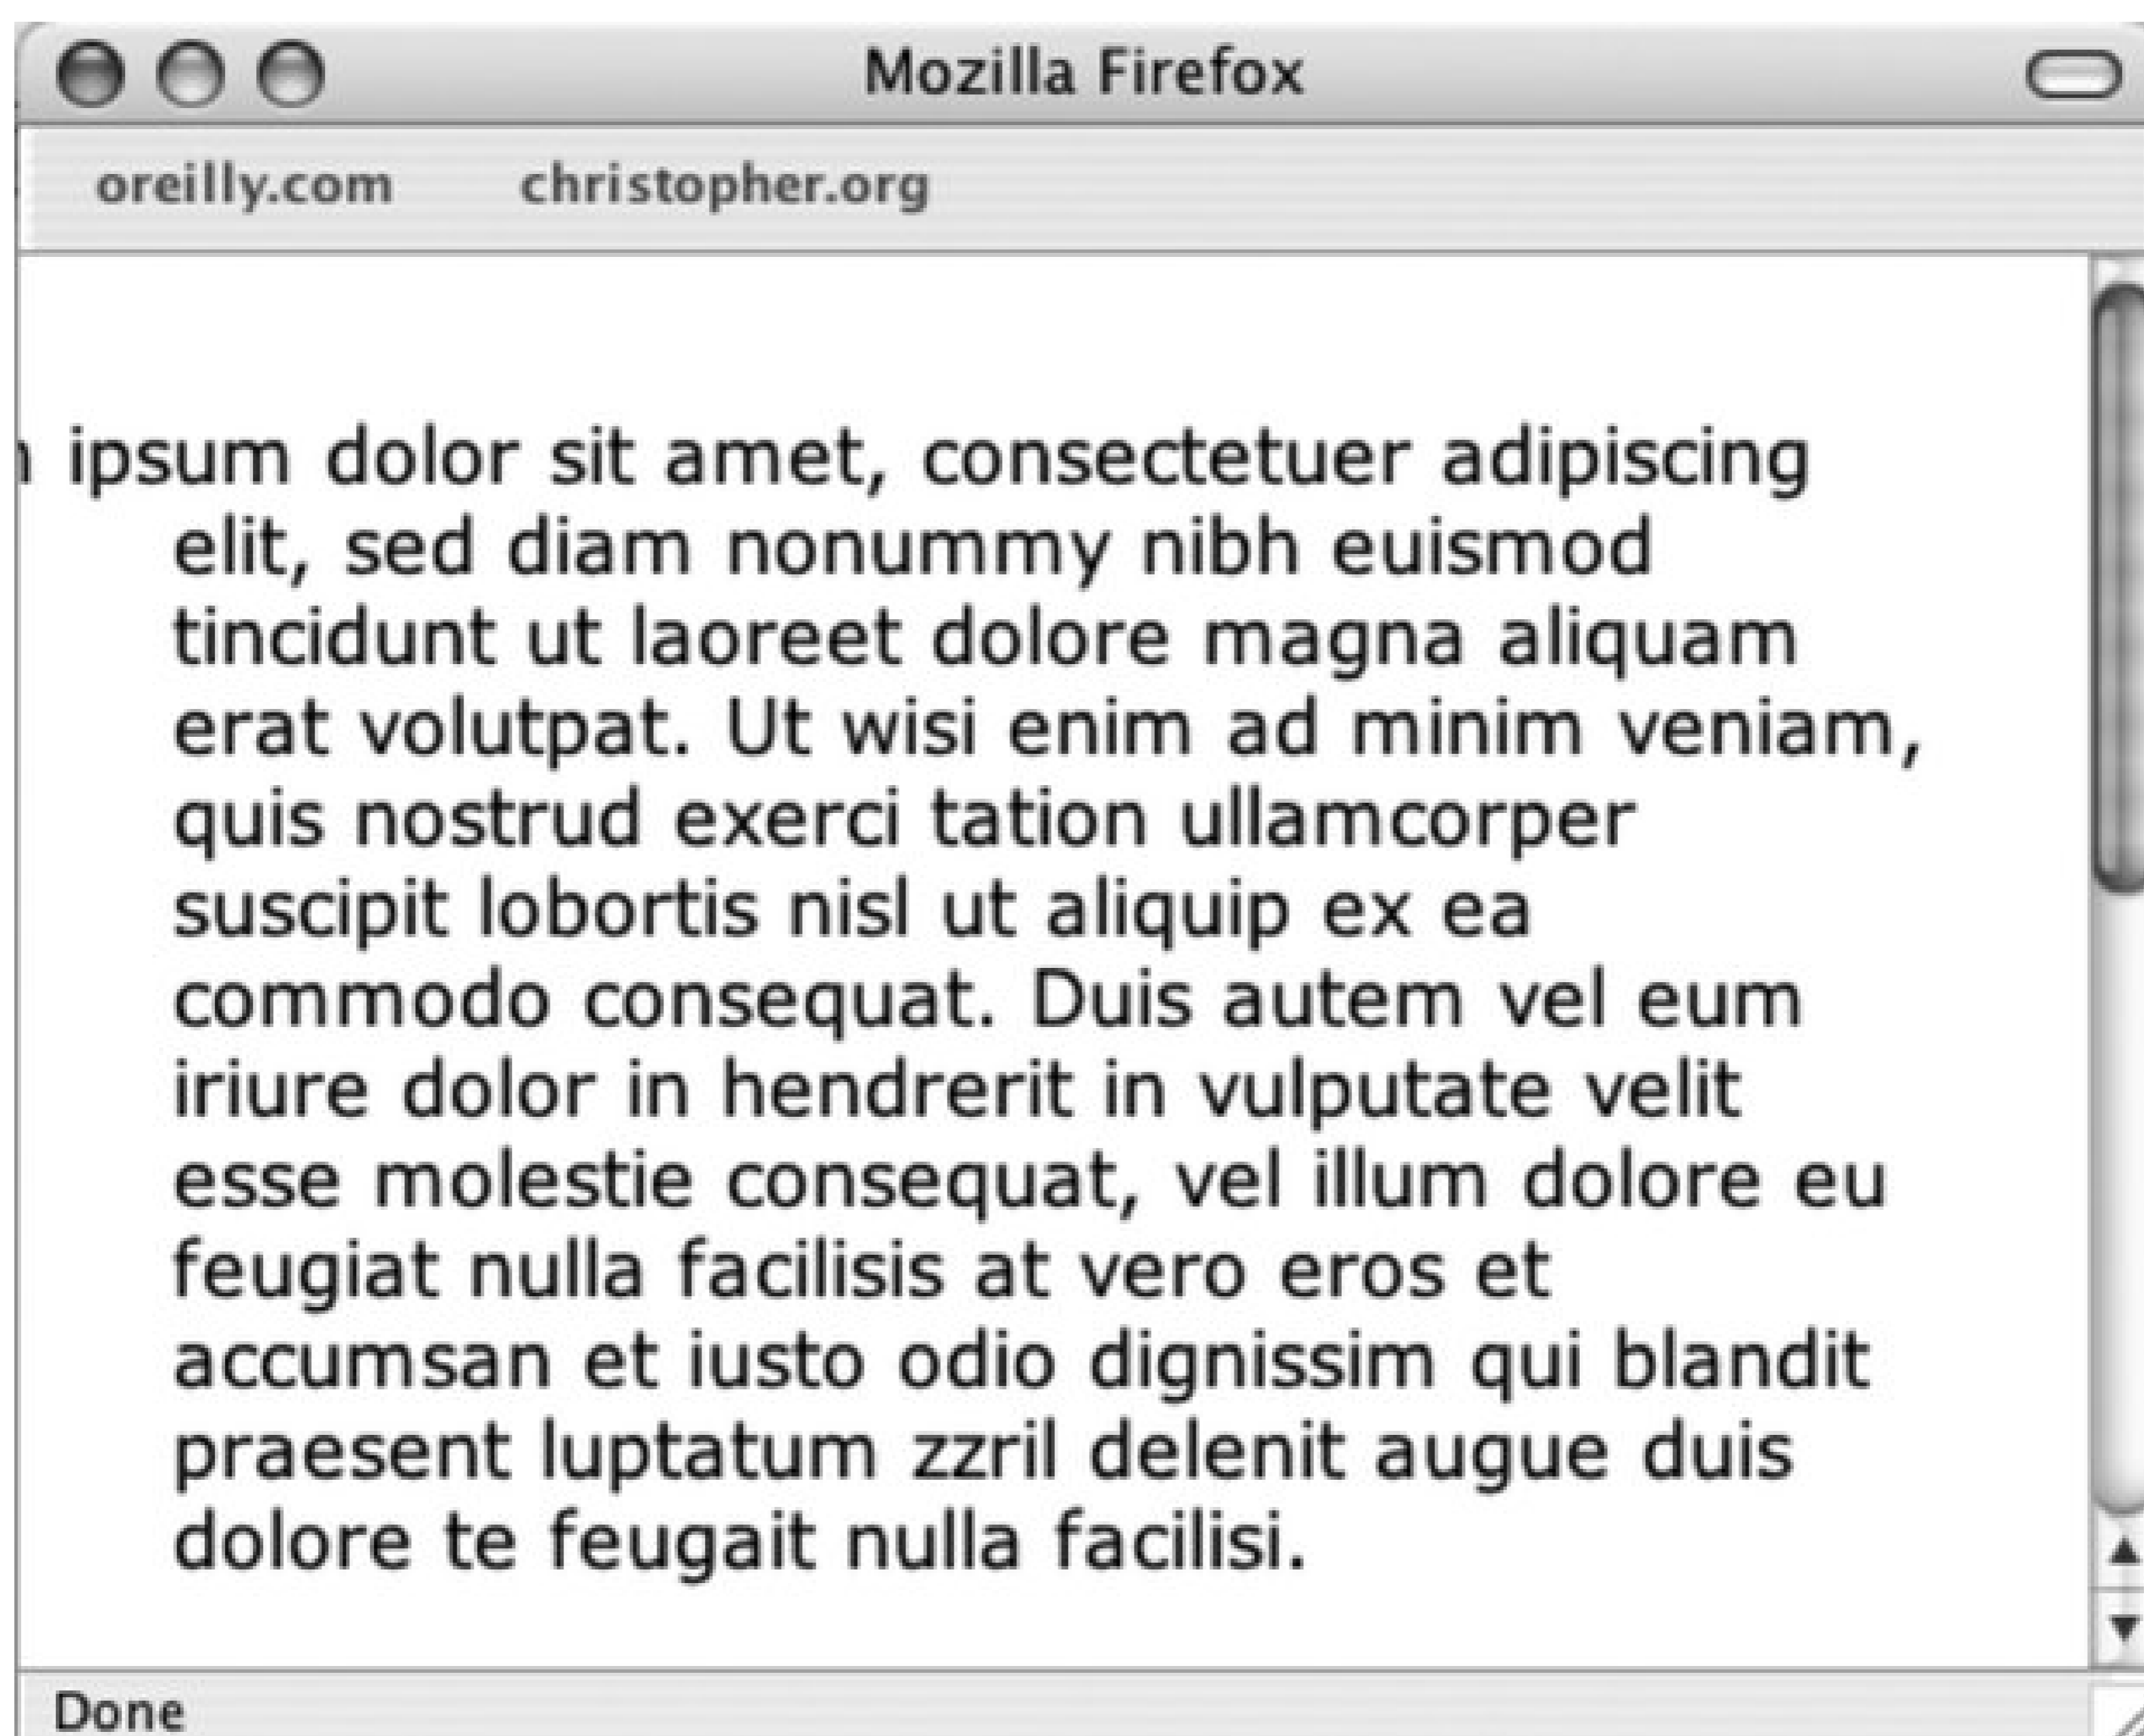 Mozilla Firefox
oreilly.com christopher.org
ipsum dolor sit amet, consectetuer adipiscing
elit, sed diam nonummy nibh euismod
tincidunt ut laoreet dolore magna aliquam
erat volutpat. Ut wisi enim ad minim veniam,
quis nostrud exerci tation ullamcorper
suscipit lobortis nisl ut aliquip ex ea
commodo consequat. Duis autem vel eum
iriure dolor in hendrerit in vulputate velit
esse molestie consequat, vel illum dolore eu
feugiat nulla facilisis at vero eros et
accumsan et iusto odio dignissim qui blandit
praesent luptatum zzril delenit augue duis
dolore te feugait nulla facilisi.
Done